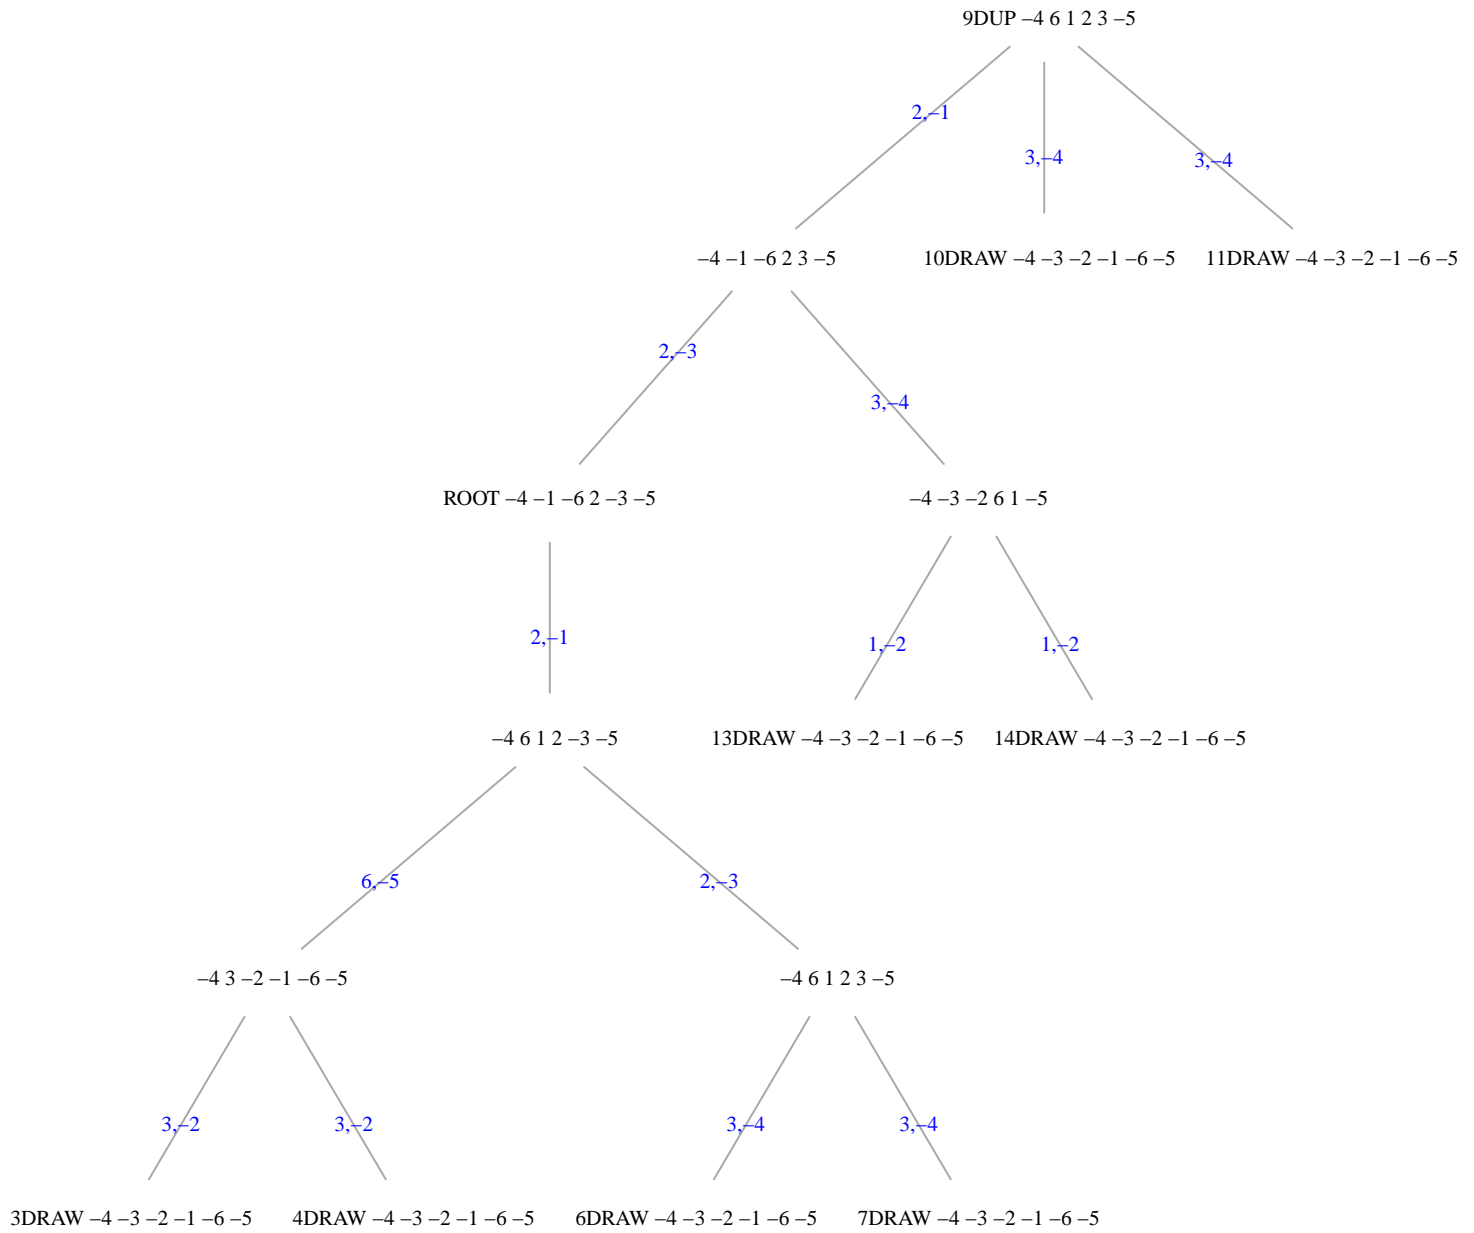 9DUP –4 6 1 2 3 –5
2,–1
3,–4
3,–4
–4 –1 –6 2 3 –5
10DRAW –4 –3 –2 –1 –6 –5
11DRAW –4 –3 –2 –1 –6 –5
2,–3
3,–4
ROOT –4 –1 –6 2 –3 –5
–4 –3 –2 6 1 –5
2,–1
1,–2
1,–2
–4 6 1 2 –3 –5
13DRAW –4 –3 –2 –1 –6 –5
14DRAW –4 –3 –2 –1 –6 –5
6,–5
2,–3
–4 3 –2 –1 –6 –5
–4 6 1 2 3 –5
3,–2
3,–2
3,–4
3,–4
3DRAW –4 –3 –2 –1 –6 –5
4DRAW –4 –3 –2 –1 –6 –5
6DRAW –4 –3 –2 –1 –6 –5
7DRAW –4 –3 –2 –1 –6 –5